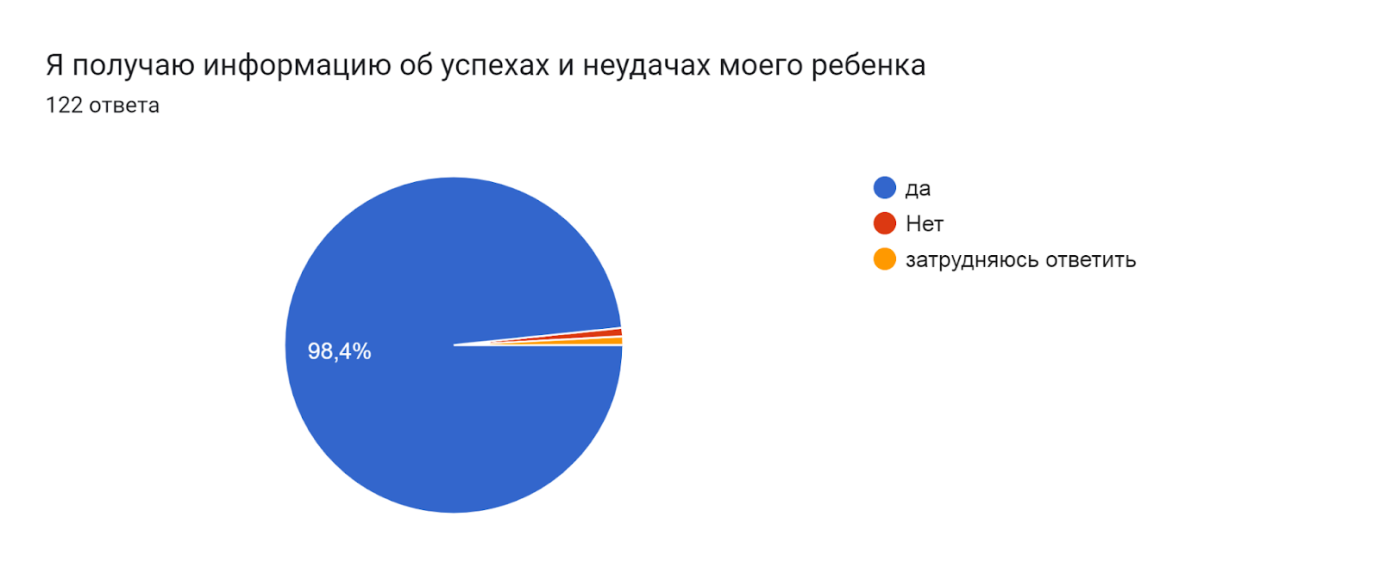 Я получаю информацию об успехах и неудачах моего ребенка
122 ответа
98,4%
да
Нет
затрудняюсь ответить